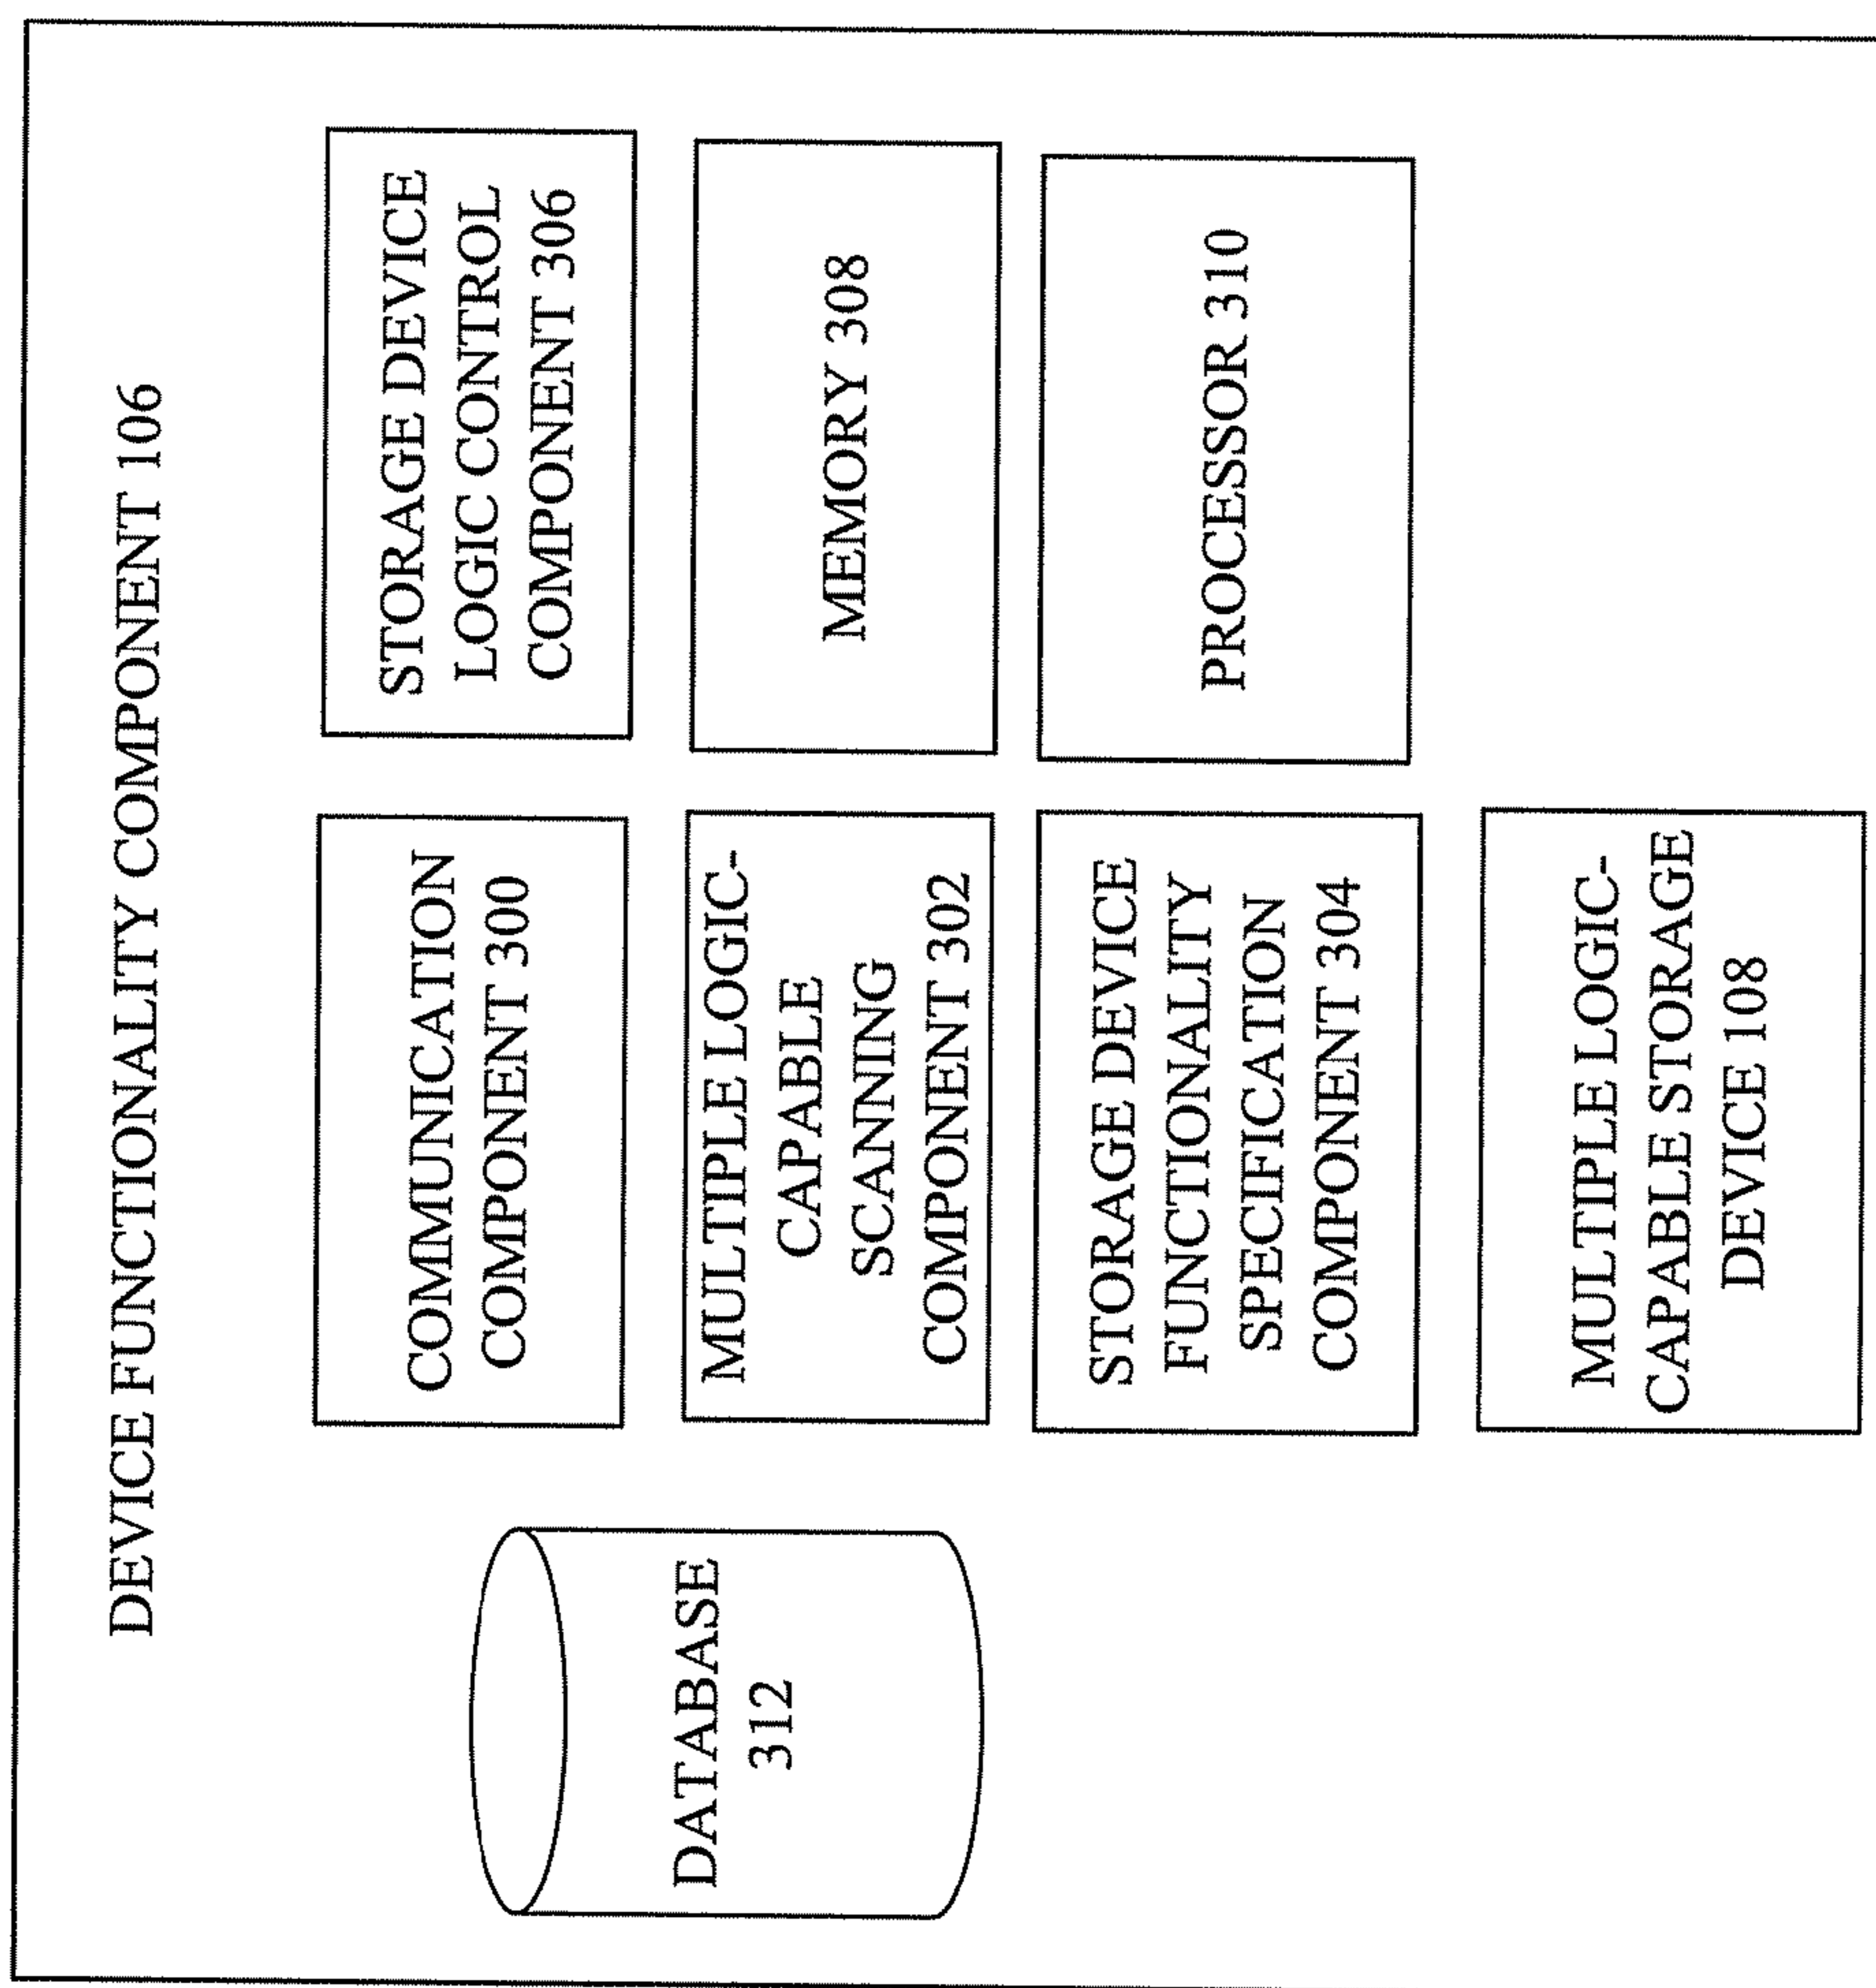 DEVICE FUNCTIONALITY COMPONENT 106
DATABASE
312
COMMUNICATION
COMPONENT 300
MULTIPLE LOGIC-
CAPABLE
SCANNING
COMPONENT 302
STORAGE DEVICE
FUNCTIONALITY
SPECIFICATION
COMPONENT 304
MULTIPLE LOGIC-
CAPABLE STORAGE
DEVICE 108
STORAGE DEVICE
LOGIC CONTROL
COMPONENT 306
MEMORY 308
PROCESSOR 310